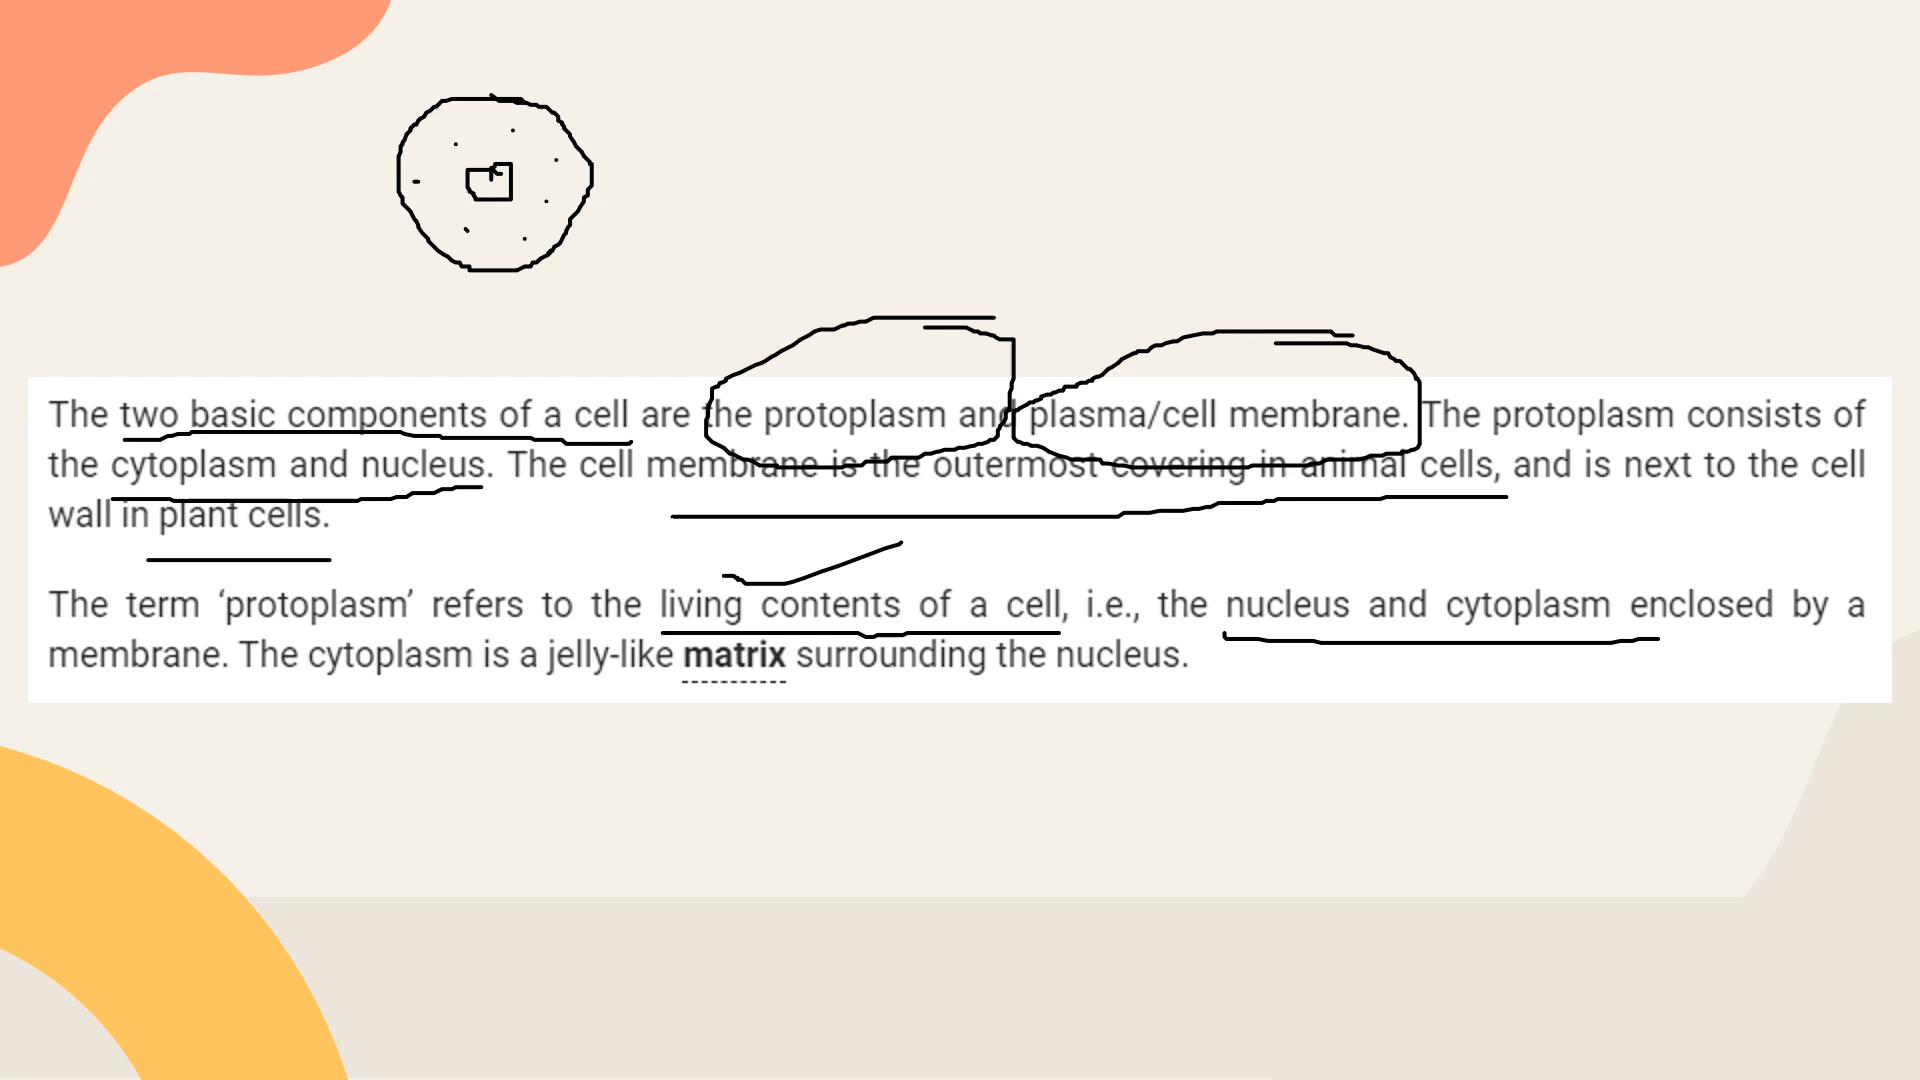 The two basic components of a cell are the protoplasm and plasma/cell membrane. The protoplasm consists of
the cytoplasm and nucleus. The cell membrane is the outermost covering in animal cells, and is next to the cell
wall in plant cells.
The term ‘protoplasm’ refers to the living contents of a cell, i.e., the nucleus and cytoplasm enclosed by a
membrane. The cytoplasm is a jelly-like matrix surrounding the nucleus.